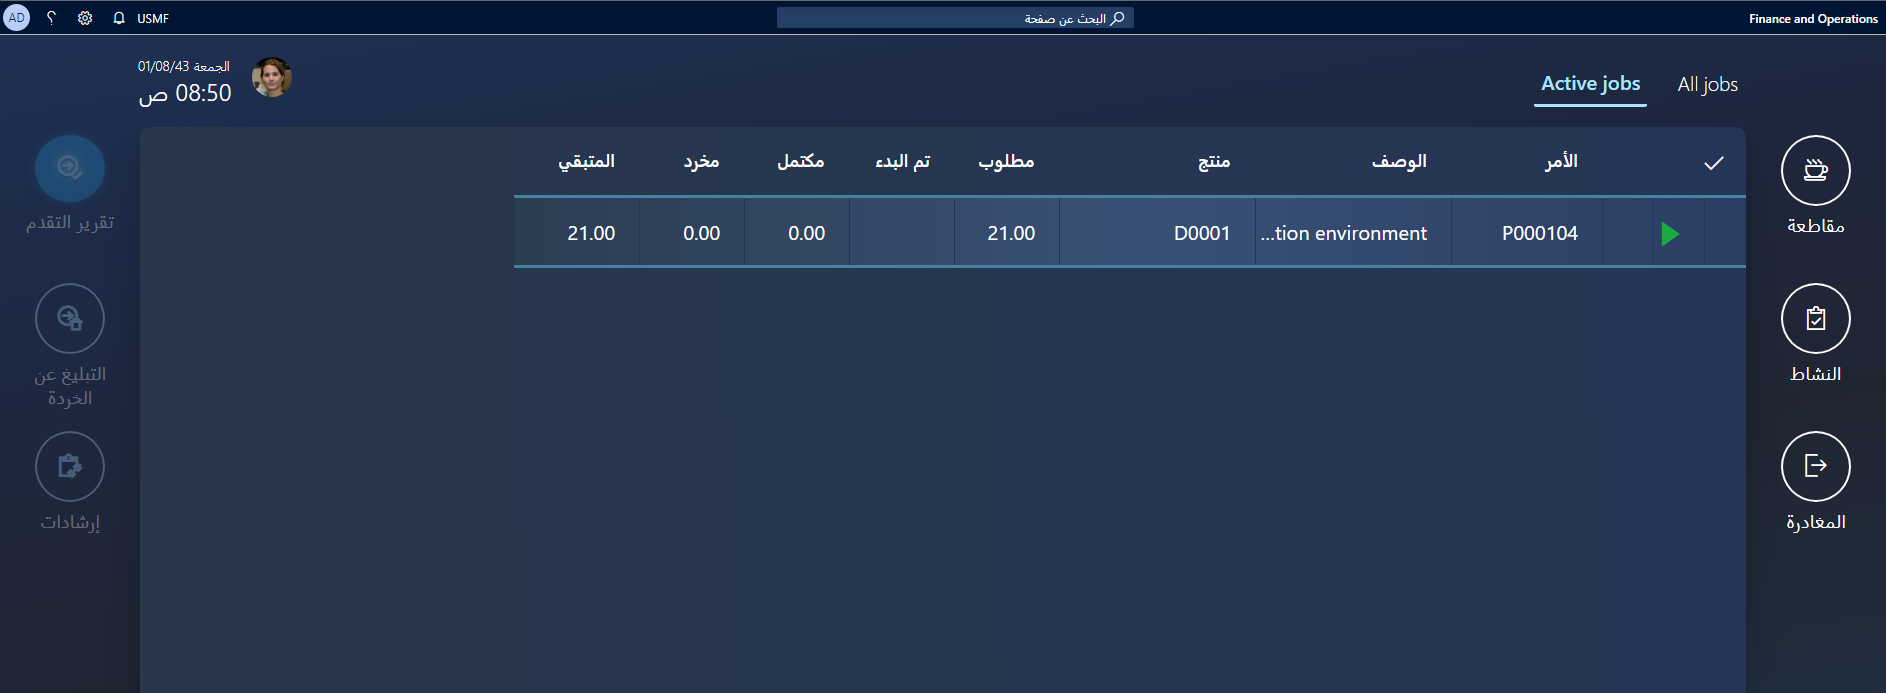 Finance and Operations
البحث عن صفحة
USMF
؟
AD
All jobs
Active jobs
الجمعة 01/08/43
08:50 ص
مقاطعة
النشاط
المغادرة
الأمر الوصف منتج مطلوب تم البدء مكتمل مخرد المتبقي
P000104 ...tion environment D0001 21.00 0.00 0.00 21.00
تقرير التقدم
التبليغ عن
الخردة
إرشادات